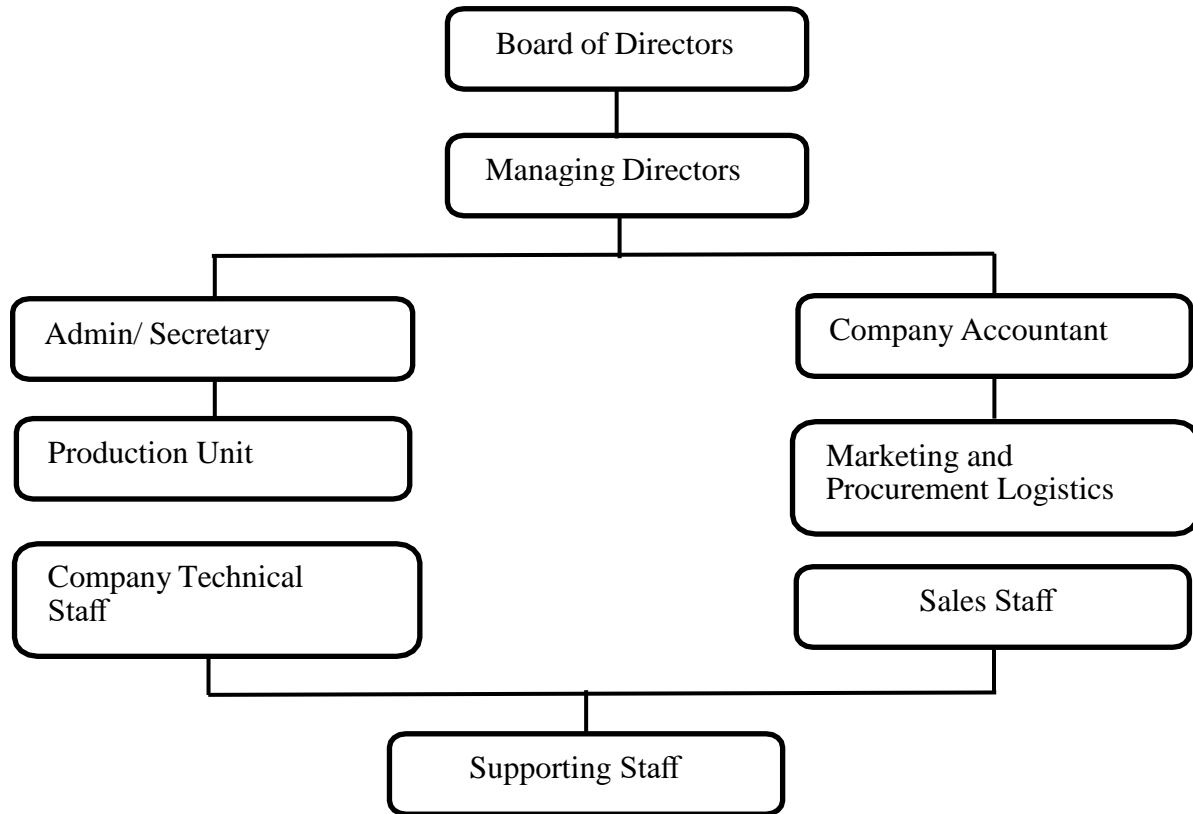 Board of Directors
Managing Directors
Admin/ Secretary
Company Accountant
Production Unit
Marketing and
Procurement Logistics
Company Technical
Staff
Sales Staff
Supporting Staff